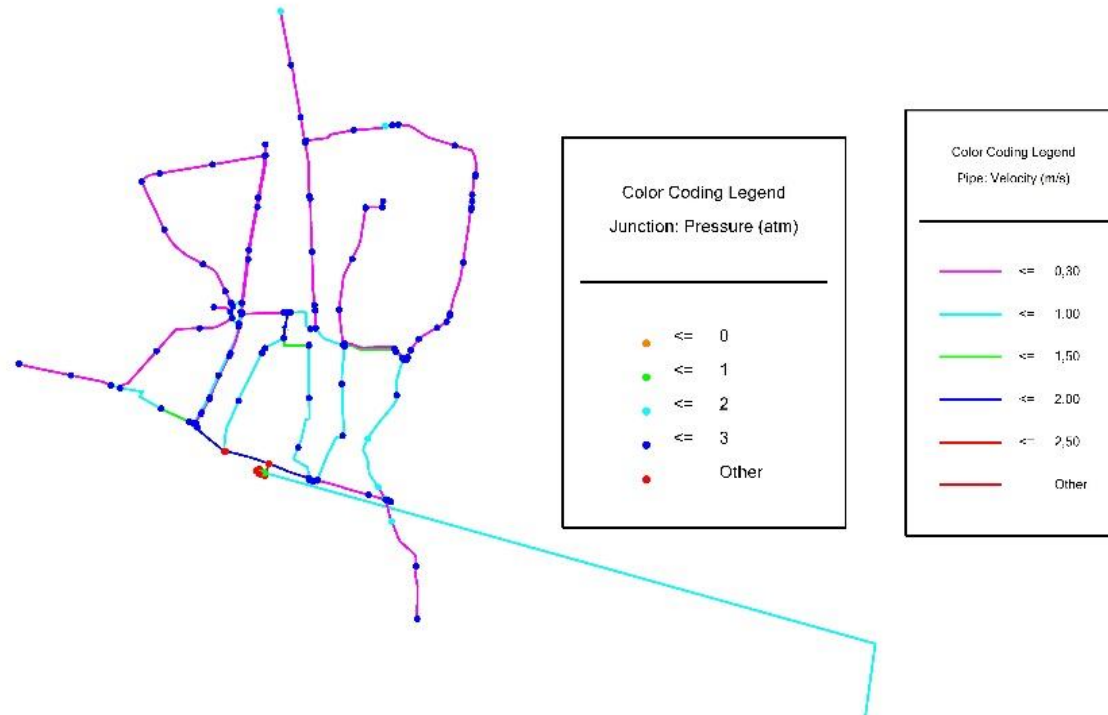 Color Coding Legend
Junction: Pressure (atm)
<= 0
<= 1
<= 2
<= 3
Other
Color Coding Legend
Pipe: Velocity (m/s)
<= 0,30
<= 1.00
<= 1,50
<= 2.00
<= 2,50
Other